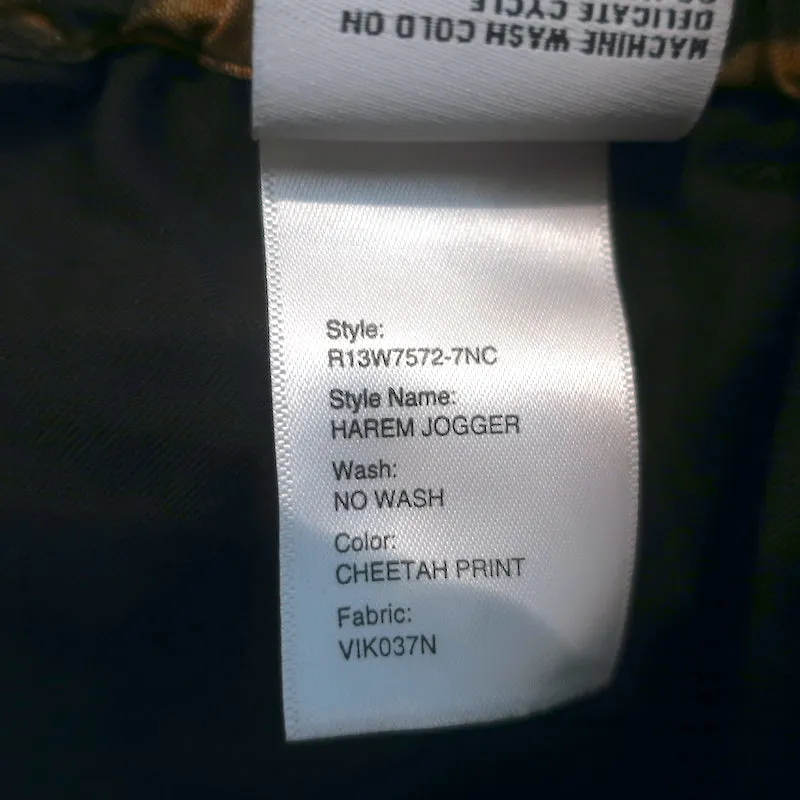 MACHINE WASH COLD ON
DELICATE CYCLE
Style:
R13W7572-7NC
Style Name:
HAREM JOGGER
Wash:
NO WASH
Color:
CHEETAH PRINT
Fabric:
VIK037N